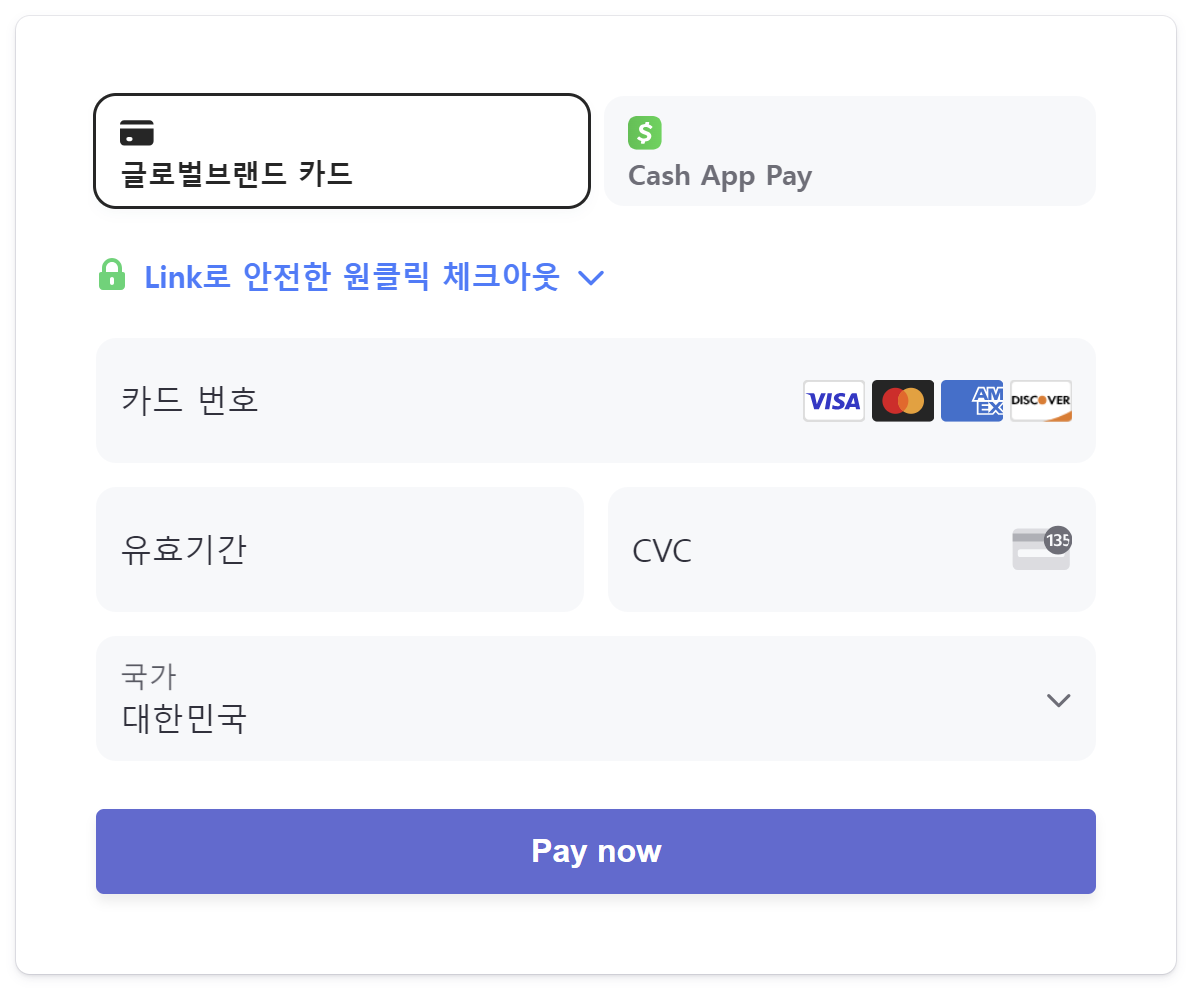 글로벌브랜드 카드
$
Cash App Pay
Link로 안전한 원클릭 체크아웃
카드 번호
VISA
AM
EX
DISCOVER
유효기간
CVC
135
국가
대한민국
Pay now